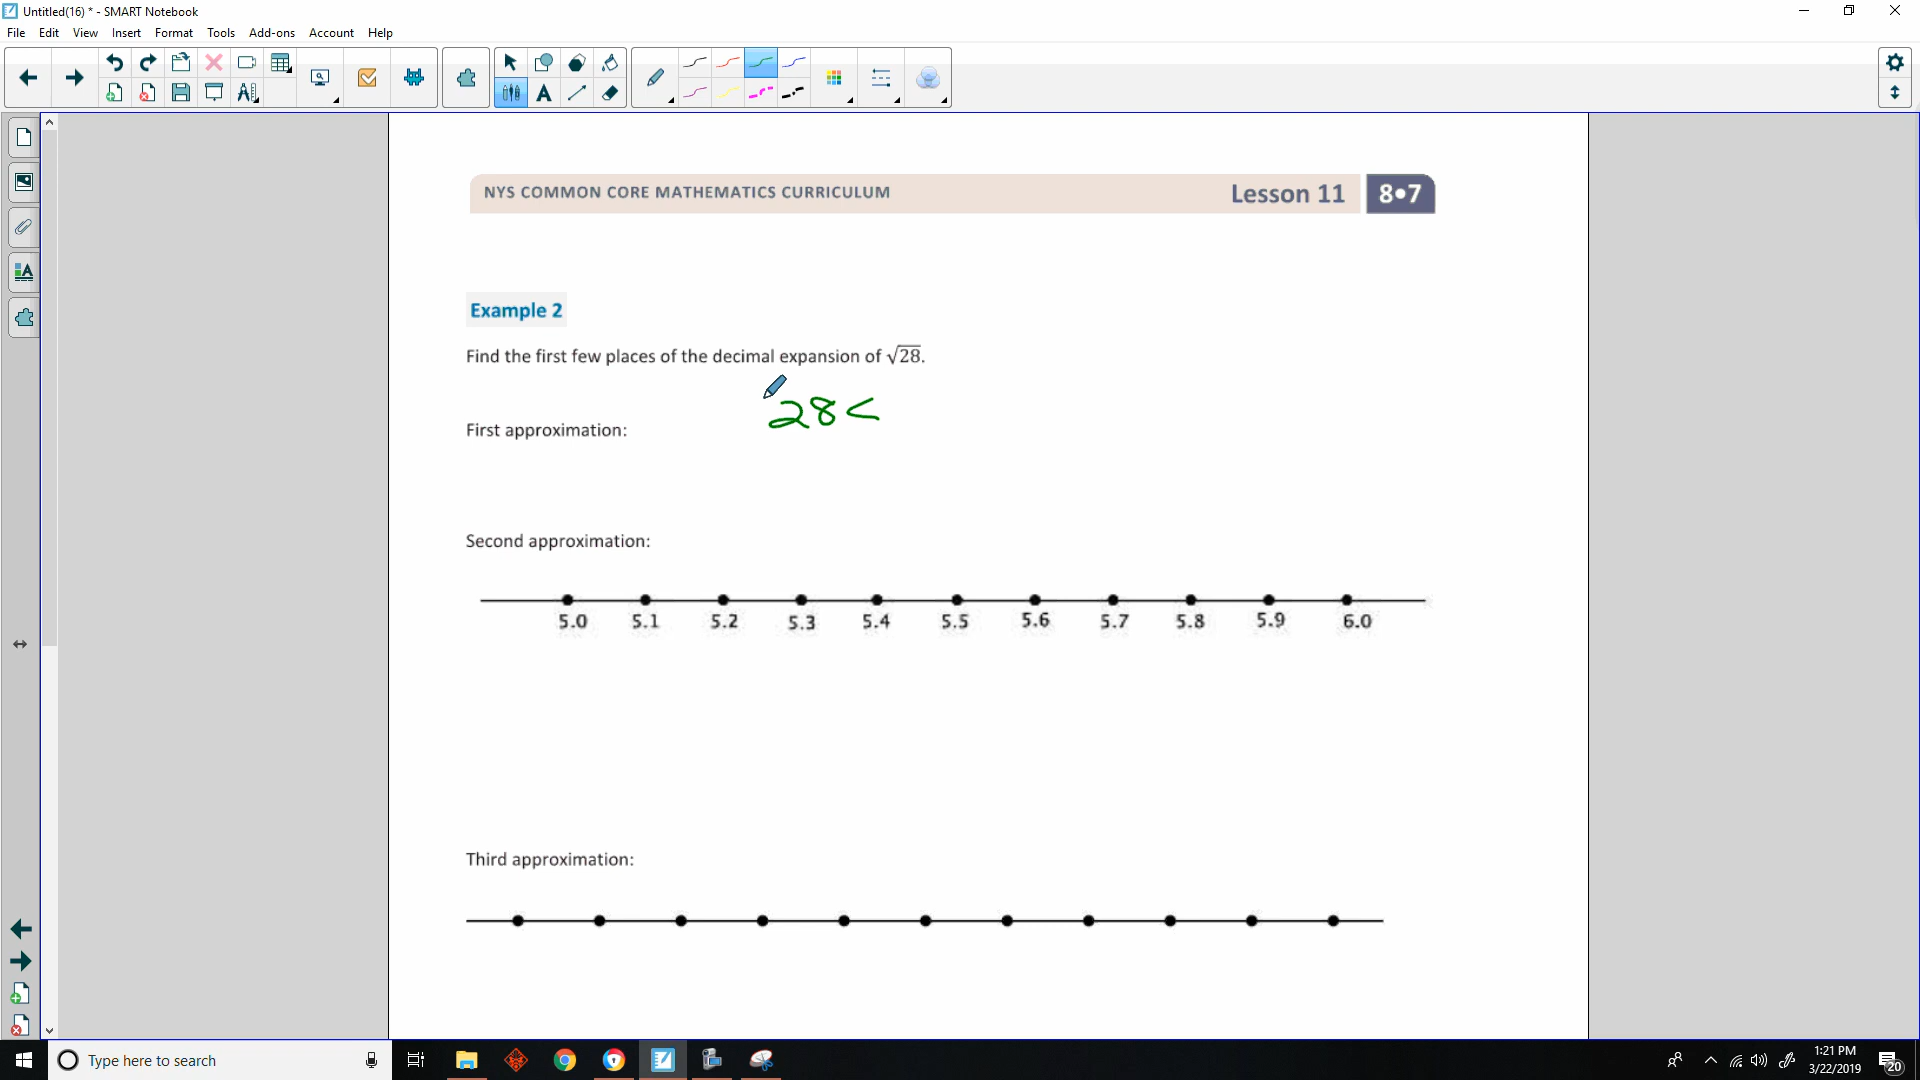 Untitled(16) * - SMART Notebook
File Edit View Insert Format Tools Add-ons Account Help
NYS COMMON CORE MATHEMATICS CURRICULUM Lesson 11 8•7
Example 2
Find the first few places of the decimal expansion of √28.
28 <
First approximation:
Second approximation:
5.0 5.1 5.2 5.3 5.4 5.5 5.6 5.7 5.8 5.9 6.0
Third approximation:
Type here to search
1:21 PM
3/22/2019
20